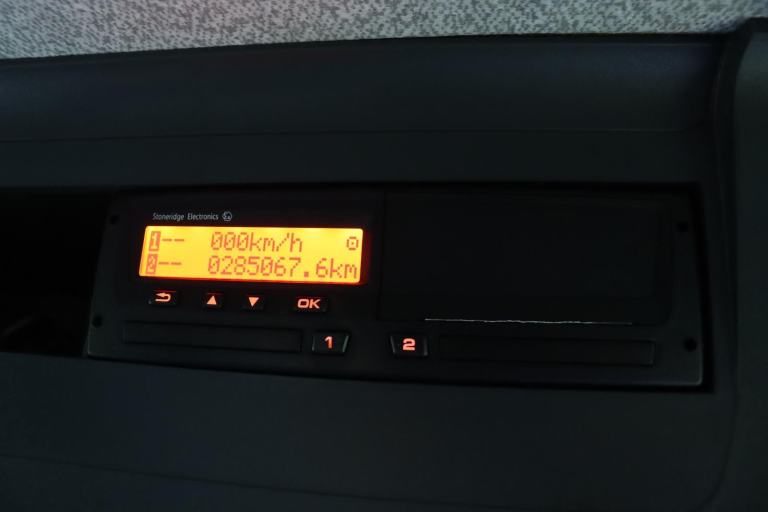 Stoneridge Electronics
1-- 000km/h
2-- 0285067.6km
OK
1
2